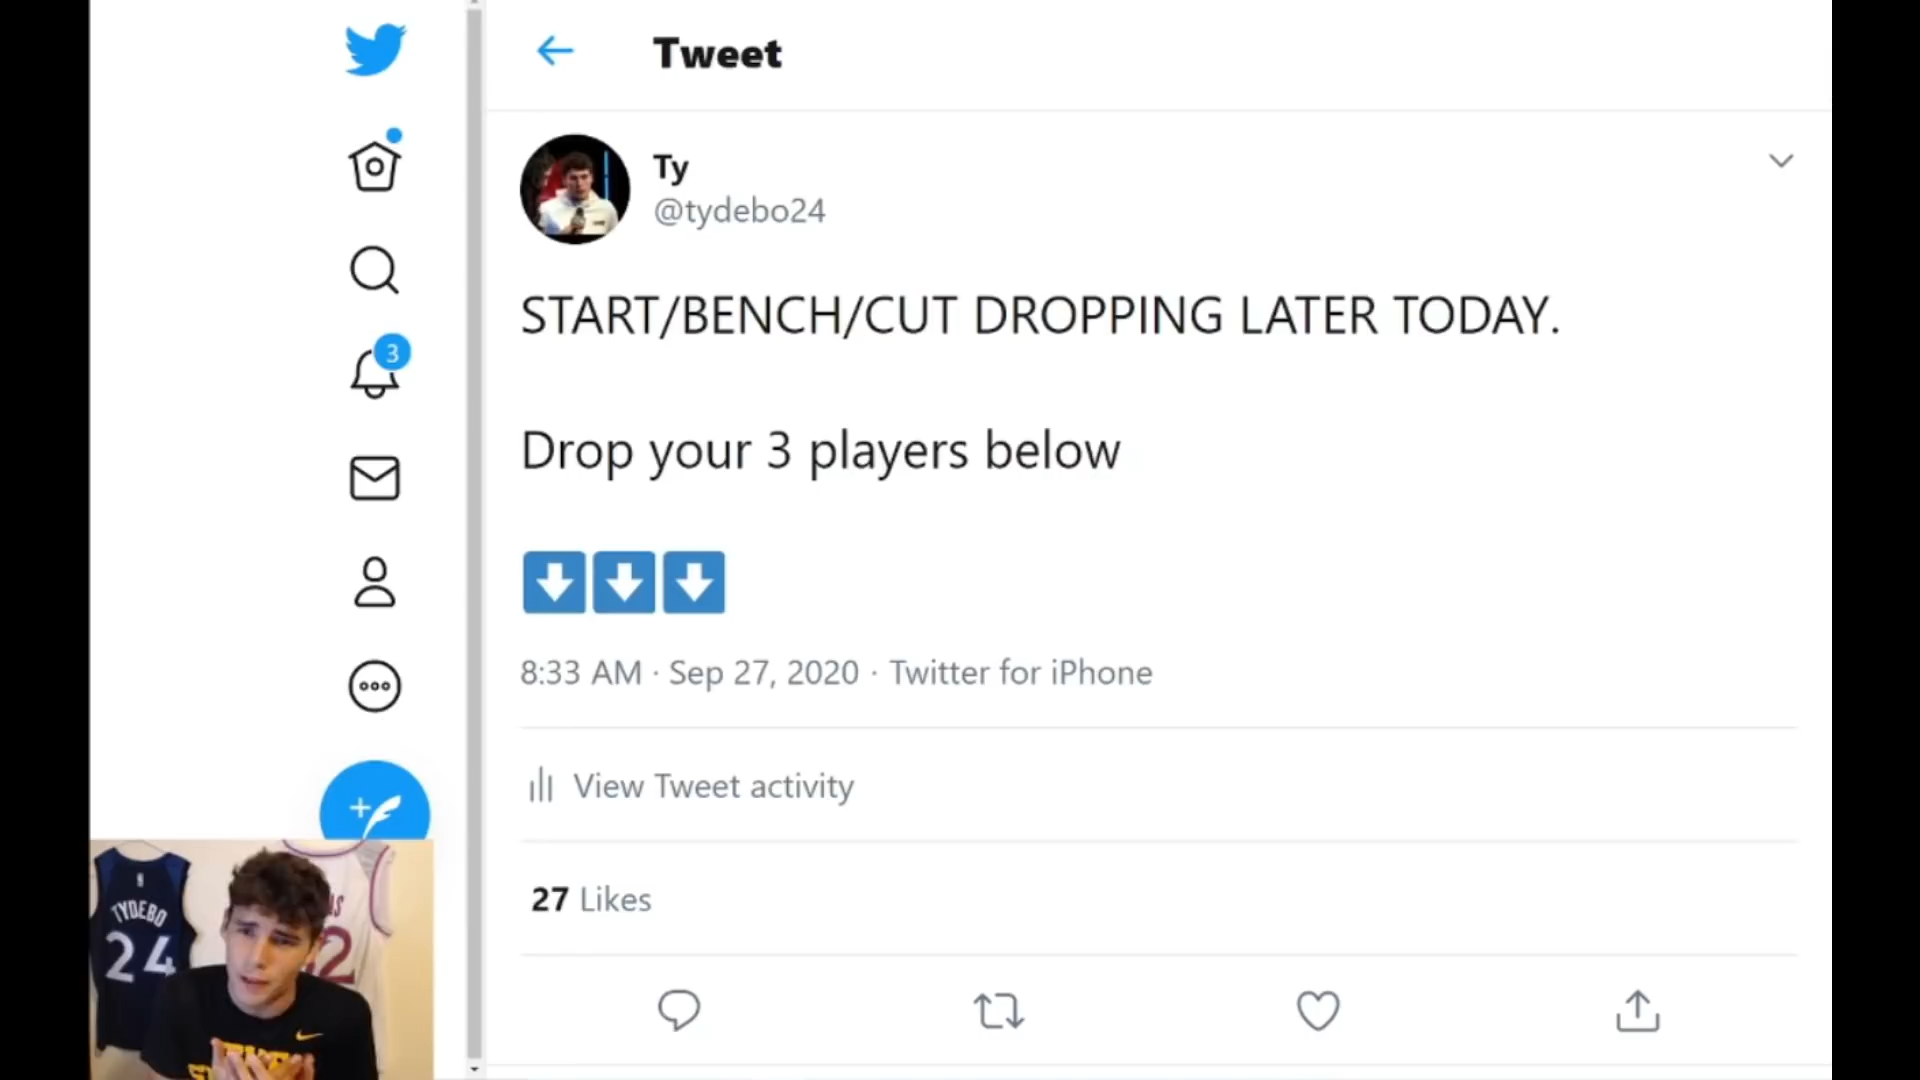 Tweet
Ty
@tydebo24
START/BENCH/CUT DROPPING LATER TODAY.
Drop your 3 players below
8:33 AM · Sep 27, 2020 · Twitter for iPhone
View Tweet activity
27 Likes
3
TYDEBO
24